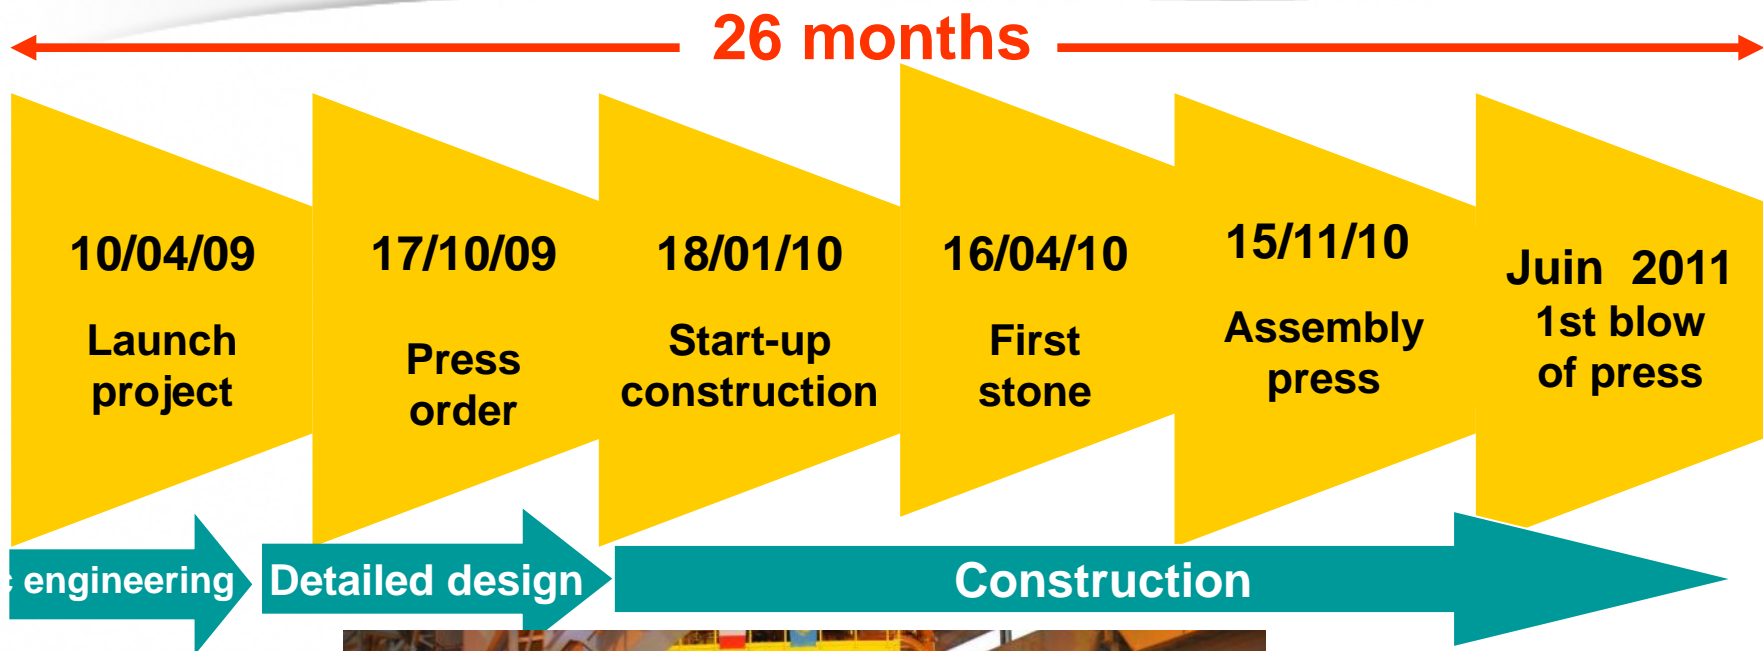 26 months
10/04/09
Launch
project
17/10/09
Press
order
18/01/10
Start-up
construction
16/04/10
First
stone
15/11/10
Assembly
press
Juin 2011
1st blow
of press
engineering
Detailed design
Construction